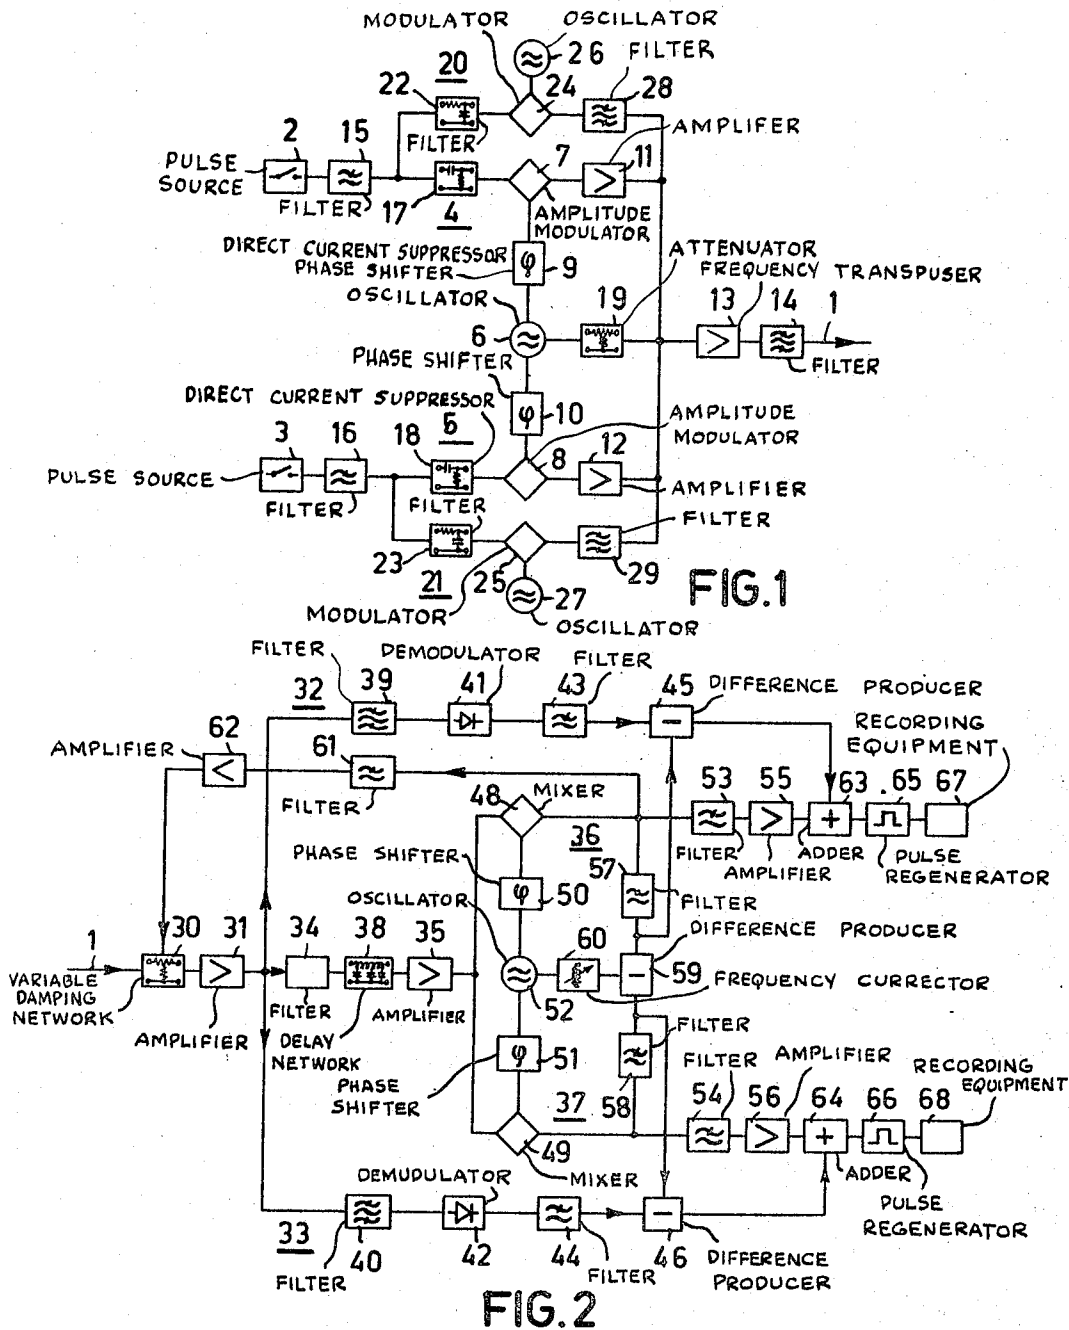 MODULATOR
OSCILLATOR
26
FILTER
20
22
24
28
FILTER
AMPLIFER
2
15
7
11
PULSE
SOURCE
FILTER
17
4
AMPLITUDE
MODULATOR
DIRECT CURRENT SUPPRESSOR
PHASE SHIFTER
φ
9
ATTENUATOR
FREQUENCY TRANSPUSER
OSCILLATOR
6
19
13
14
1
PHASE SHIFTER
FILTER
DIRECT CURRENT SUPPRESSOR
φ
10
AMPLITUDE
MODULATOR
3
16
18
5
8
12
PULSE SOURCE
FILTER
FILTER
AMPLIFIER
FILTER
23
21
25
29
27
MODULATOR
OSCILLATOR
FIG.1
FILTER
DEMODULATOR
FILTER
32
39
41
43
45
DIFFERENCE PRODUCER
RECORDING
EQUIPMENT
AMPLIFIER
62
61
FILTER
48
MIXER
53
55
63
.65
67
36
FILTER
AMPLIFIER
ADDER
PULSE
REGENERATOR
PHASE SHIFTER
φ
50
57
FILTER
OSCILLATOR
DIFFERENCE PRODUCER
1
30
31
34
38
35
60
59
52
FREQUENCY CURRECTOR
VARIABLE
DAMPING
NETWORK
AMPLIFIER
FILTER
DELAY
NETWORK
AMPLIFIER
FILTER
φ
51
PHASE
SHIFTER
58
37
FILTER
AMPLIFIER
RECORDING
EQUIPMENT
54
56
64
66
68
49
MIXER
ADDER
PULSE
REGENERATOR
DEMUDULATOR
33
40
42
44
46
FILTER
FILTER
DIFFERENCE
PRODUCER
FIG.2